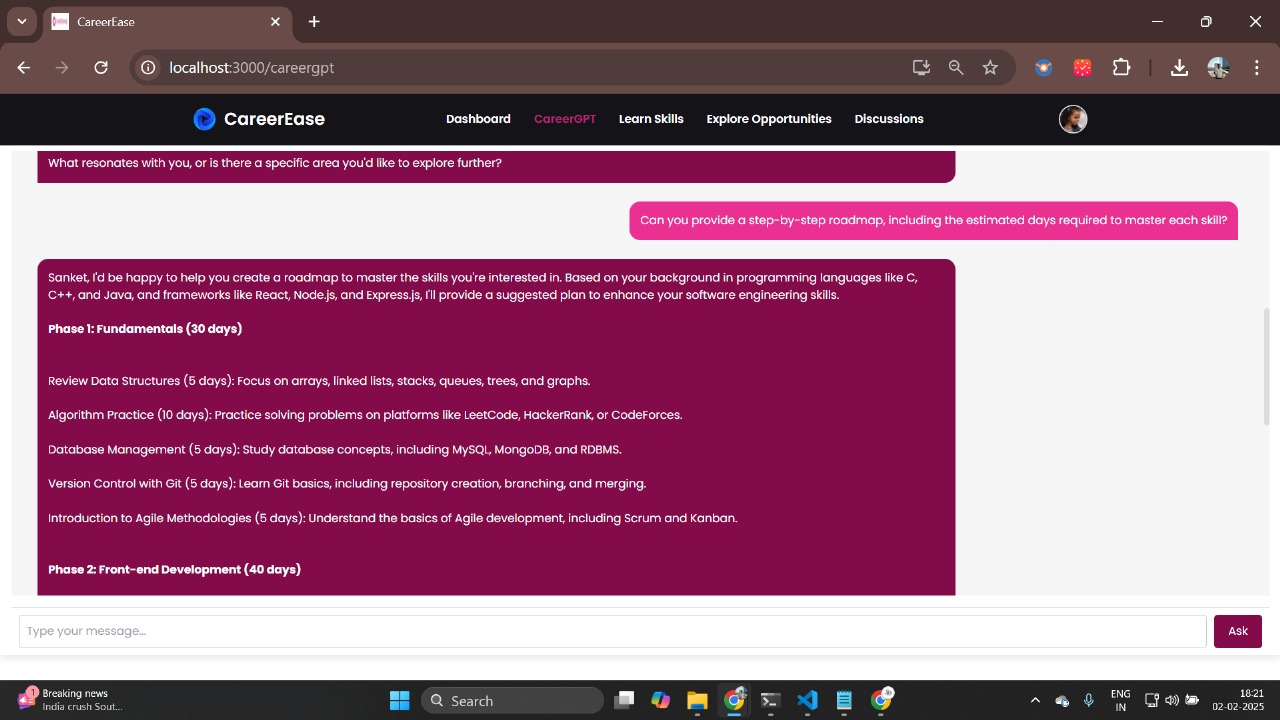 CareerEase
localhost:3000/careergpt
CareerEase
Dashboard
CareerGPT
Learn Skills
Explore Opportunities
Discussions
What resonates with you, or is there a specific area you'd like to explore further?
Can you provide a step-by-step roadmap, including the estimated days required to master each skill?
Sanket, I'd be happy to help you create a roadmap to master the skills you're interested in. Based on your background in programming languages like C,
C++, and Java, and frameworks like React, Node.js, and Express.js, I'll provide a suggested plan to enhance your software engineering skills.
Phase 1: Fundamentals (30 days)
Review Data Structures (5 days): Focus on arrays, linked lists, stacks, queues, trees, and graphs.
Algorithm Practice (10 days): Practice solving problems on platforms like LeetCode, HackerRank, or CodeForces.
Database Management (5 days): Study database concepts, including MySQL, MongoDB, and RDBMS.
Version Control with Git (5 days): Learn Git basics, including repository creation, branching, and merging.
Introduction to Agile Methodologies (5 days): Understand the basics of Agile development, including Scrum and Kanban.
Phase 2: Front-end Development (40 days)
Type your message...
Ask
1
Breaking news
India crush Sout...
Search
ENG
IN
18:21
02-02-2025